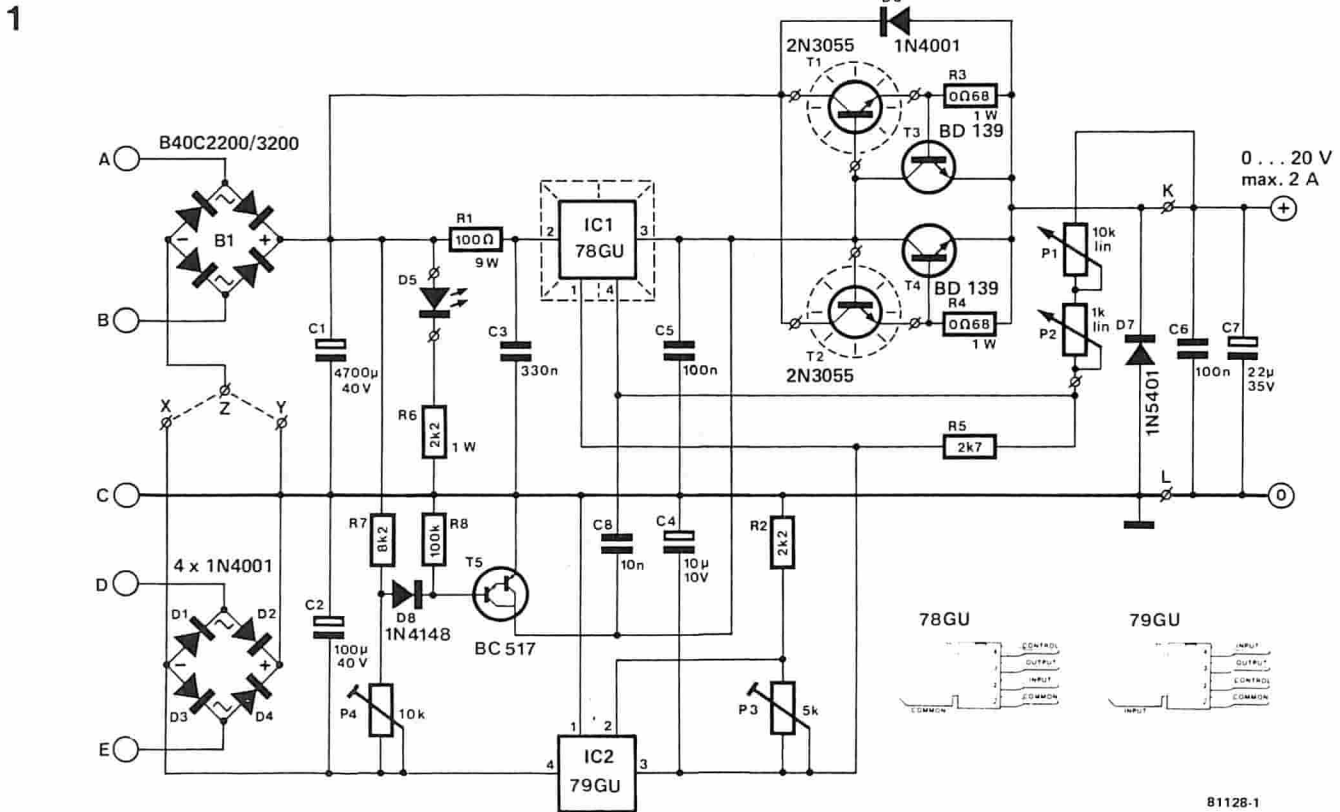 1
2N3055
T1
1N4001
R3
0Ω68
1 W
T3
BD 139
B40C2200/3200
A
B1
~
~
−
+
B
R1
100Ω
9W
2
IC1
78GU
3
1
4
D5
C1
4700µ
40V
C3
330n
C5
100n
T4
BD 139
R4
0Ω68
1 W
T2
2N3055
10k
lin
P1
1k
lin
P2
K
0 . . . 20 V
max. 2 A
+
D7
1N5401
C6
100n
C7
22µ
35V
X
Z
Y
R6
2k2
1 W
R5
2k7
C
L
0
R7
8k2
R8
100k
T5
BC 517
D8
1N4148
C8
10n
C4
10µ
10V
R2
2k2
D
4 x 1N4001
D1
D2
D3
D4
~
~
−
+
E
C2
100µ
40V
P4
10k
P3
5k
1
2
4
IC2
79GU
3
78GU
CONTROL
OUTPUT
INPUT
COMMON
COMMON
79GU
INPUT
OUTPUT
CONTROL
COMMON
INPUT
81128-1